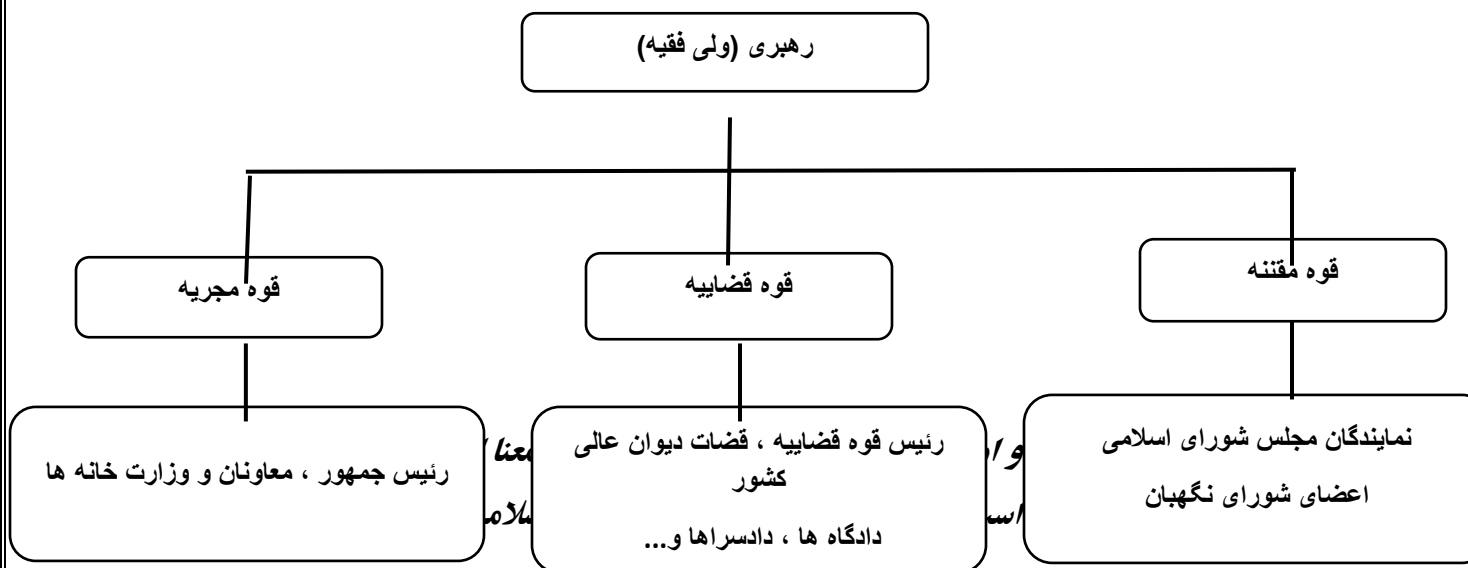 رهبری (ولی فقیه)
قوه مقننه
قوه قضاییه
قوه مجریه
نمایندگان مجلس شورای اسلامی
اعضای شورای نگهبان
رئیس قوه قضاییه ، قضات دیوان عالی
کشور
دادگاه ها ، دادسراها و...
رئیس جمهور ، معاونان و وزارت خانه ها